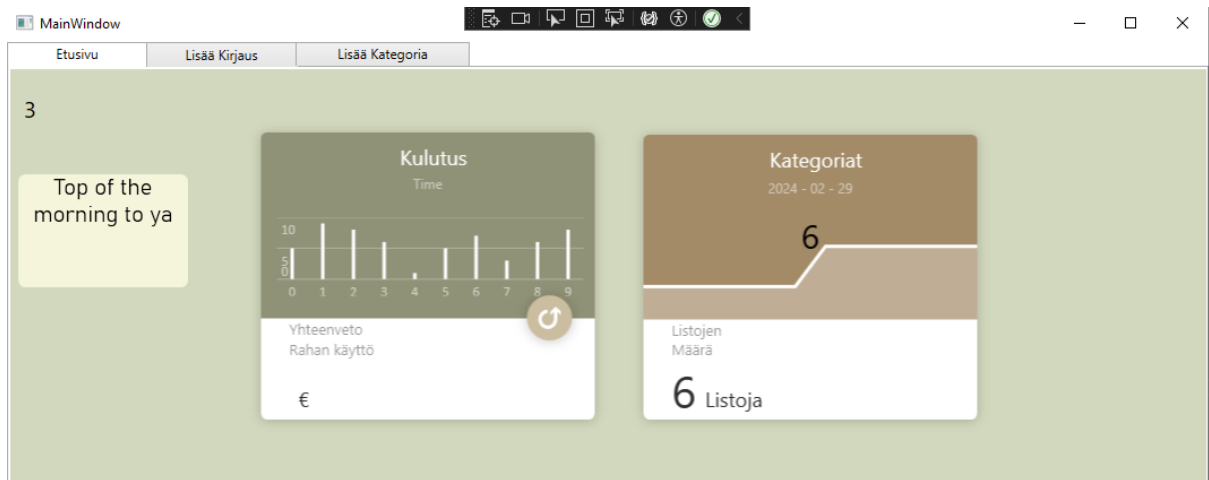 MainWindow
Etusivu
Lisää Kirjaus
Lisää Kategoria
3
Top of the
morning to ya
Kulutus
Time
10
5
0
0 1 2 3 4 5 6 7 8 9
Yhteenveto
Rahan käyttö
€
Kategoriat
2024 - 02 - 29
6
Listojen
Määrä
6 Listoja